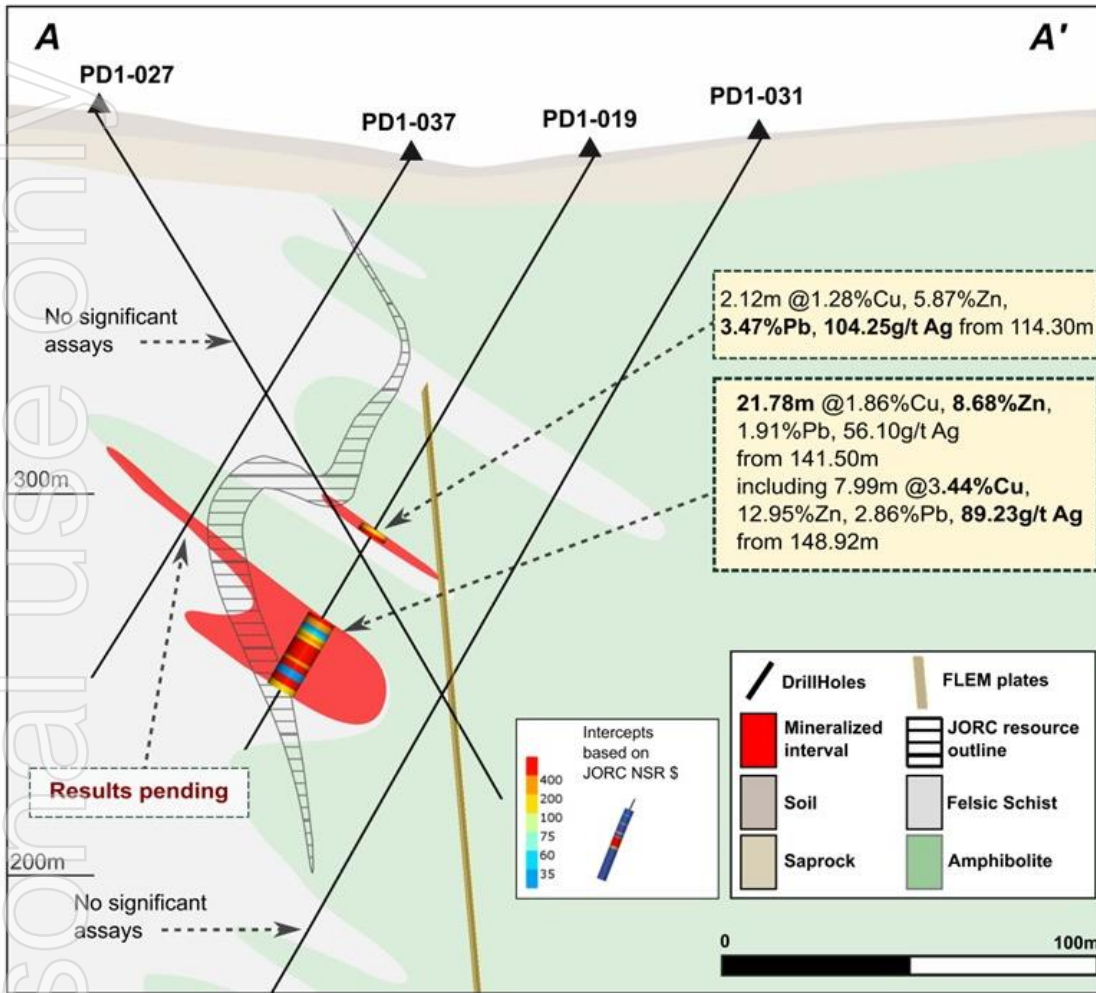 A
A'
PD1-027
PD1-037
PD1-019
PD1-031
No significant
assays
2.12m @1.28%Cu, 5.87%Zn,
3.47%Pb, 104.25g/t Ag from 114.30m
21.78m @1.86%Cu, 8.68%Zn,
1.91%Pb, 56.10g/t Ag
from 141.50m
including 7.99m @3.44%Cu,
12.95%Zn, 2.86%Pb, 89.23g/t Ag
from 148.92m
300m
Results pending
200m
No significant
assays
Intercepts
based on
JORC NSR $
400
200
100
75
60
35
DrillHoles
FLEM plates
Mineralized
interval
JORC resource
outline
Soil
Felsic Schist
Saprock
Amphibolite
0
100m
sonal use only